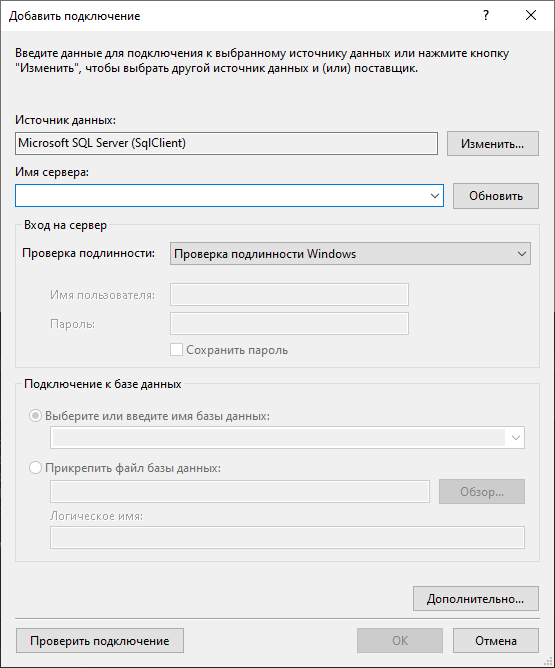 Добавить подключение
?
Введите данные для подключения к выбранному источнику данных или нажмите кнопку
"Изменить", чтобы выбрать другой источник данных и (или) поставщик.
Источник данных:
Microsoft SQL Server (SqlClient)
Изменить...
Имя сервера:
Обновить
Вход на сервер
Проверка подлинности:
Проверка подлинности Windows
Имя пользователя:
Пароль:
Сохранить пароль
Подключение к базе данных
Выберите или введите имя базы данных:
Прикрепить файл базы данных:
Обзор...
Логическое имя:
Дополнительно...
Проверить подключение
ОК
Отмена